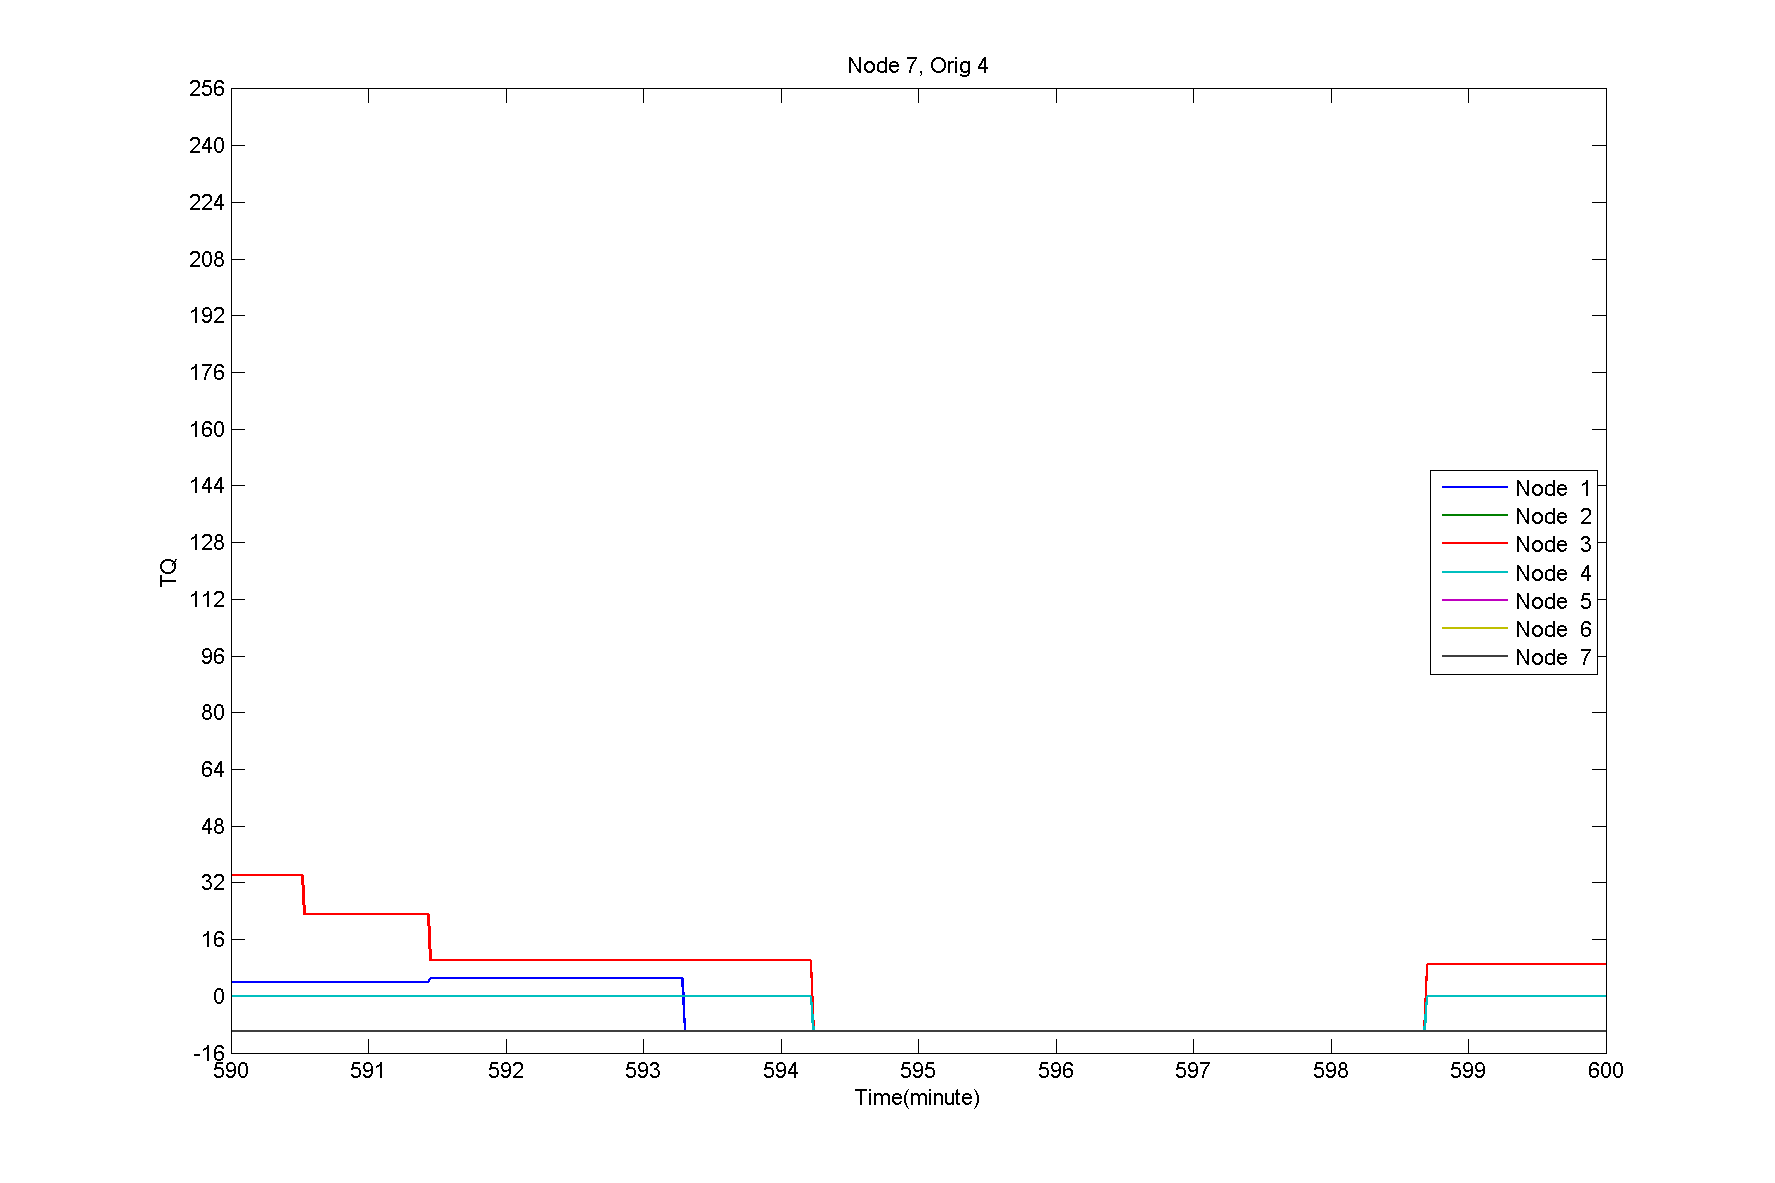 Node 7, Orig 4
256
240
224
208
192
176
160
144
128
112
96
80
64
48
32
16
0
-16
TQ
Node 1
Node 2
Node 3
Node 4
Node 5
Node 6
Node 7
590 591 592 593 594 595 596 597 598 599 600
Time(minute)